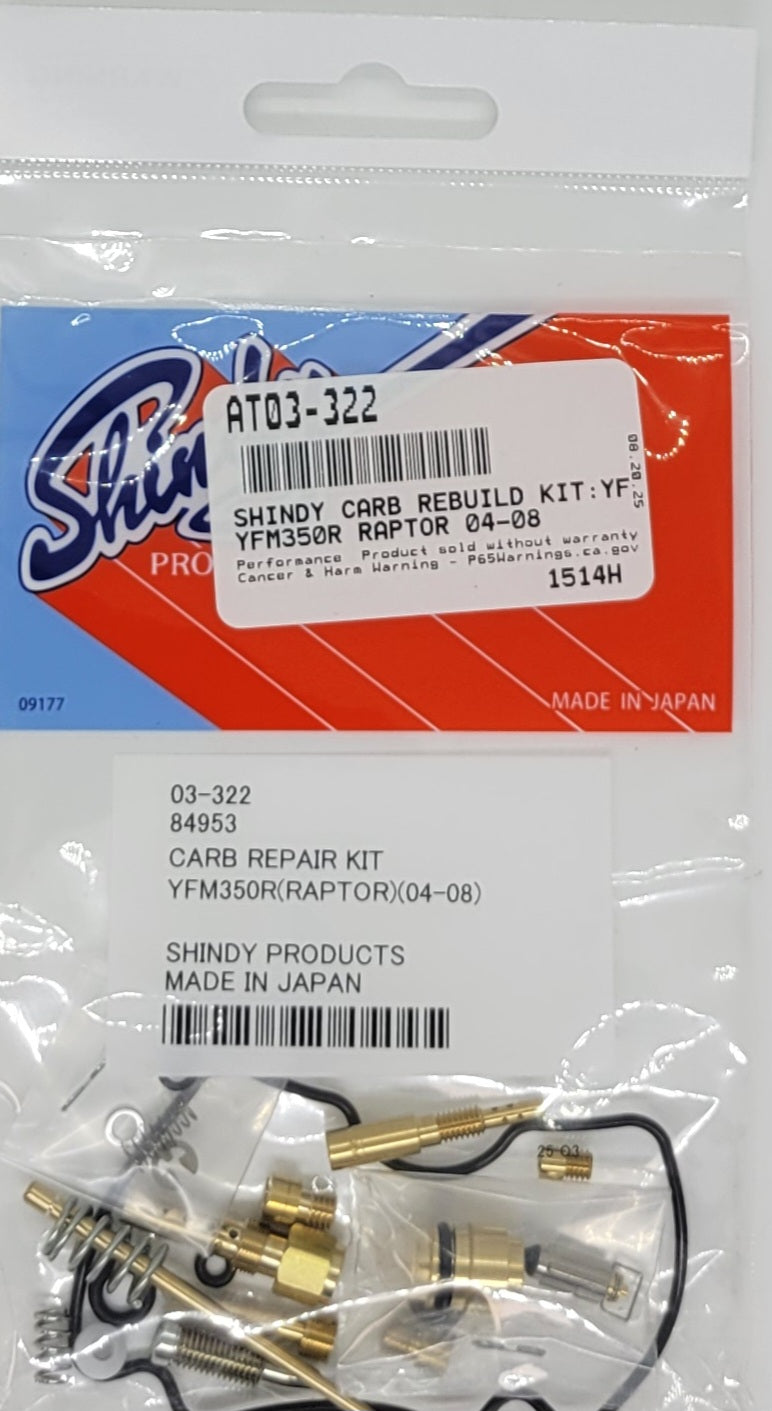 AT03-322
08.20.25
SHINDY CARB REBUILD KIT:YF
YFM350R RAPTOR 04-08
Performance Product sold without warranty
Cancer & Harm Warning - P65Warnings.ca.gov
1514H
Shindy
PRO
09177
MADE IN JAPAN
03-322
84953
CARB REPAIR KIT
YFM350R(RAPTOR)(04-08)
SHINDY PRODUCTS
MADE IN JAPAN